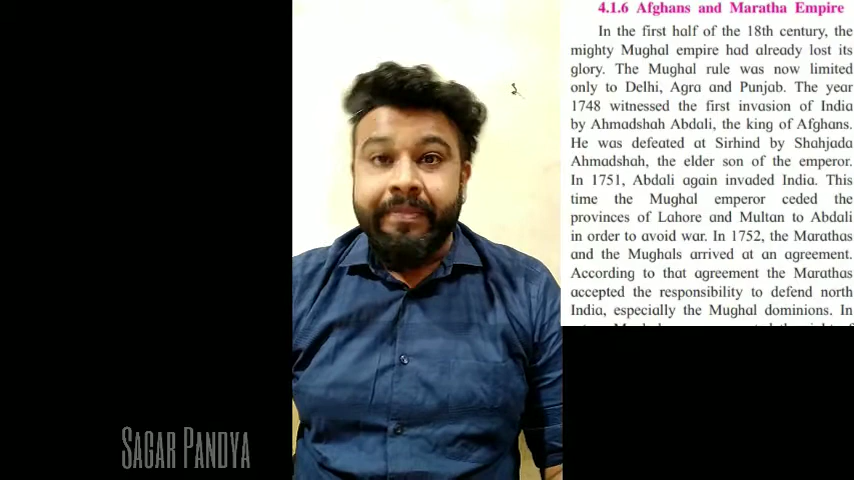 4.1.6 Afghans and Maratha Empire
In the first half of the 18th century, the
mighty Mughal empire had already lost its
glory. The Mughal rule was now limited
only to Delhi, Agra and Punjab. The year
1748 witnessed the first invasion of India
by Ahmadshah Abdali, the king of Afghans.
He was defeated at Sirhind by Shahjada
Ahmadshah, the elder son of the emperor.
In 1751, Abdali again invaded India. This
time the Mughal emperor ceded the
provinces of Lahore and Multan to Abdali
in order to avoid war. In 1752, the Marathas
and the Mughals arrived at an agreement.
According to that agreement the Marathas
accepted the responsibility to defend north
India, especially the Mughal dominions. In
SAGAR PANDYA